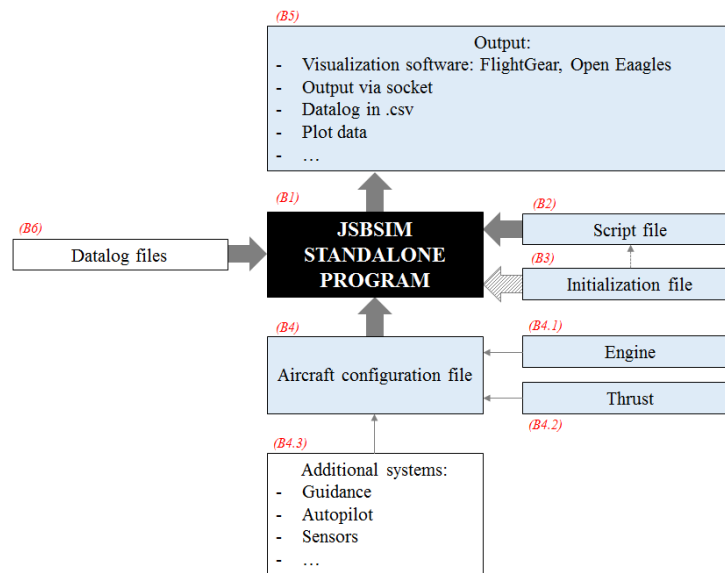 (B5)
Output:
- Visualization software: FlightGear, Open Eaagles
- Output via socket
- Datalog in .csv
- Plot data
- …
(B1)
JSBSIM
STANDALONE
PROGRAM
(B2)
Script file
(B6)
Datalog files
(B3)
Initialization file
(B4)
Aircraft configuration file
(B4.1)
Engine
Thrust
(B4.2)
(B4.3)
Additional systems:
- Guidance
- Autopilot
- Sensors
- …